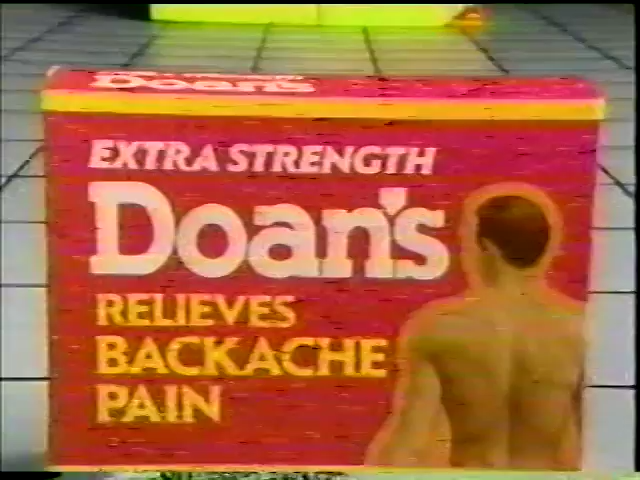 Doan's
EXTRA STRENGTH
Doan's
RELIEVES
BACKACHE
PAIN